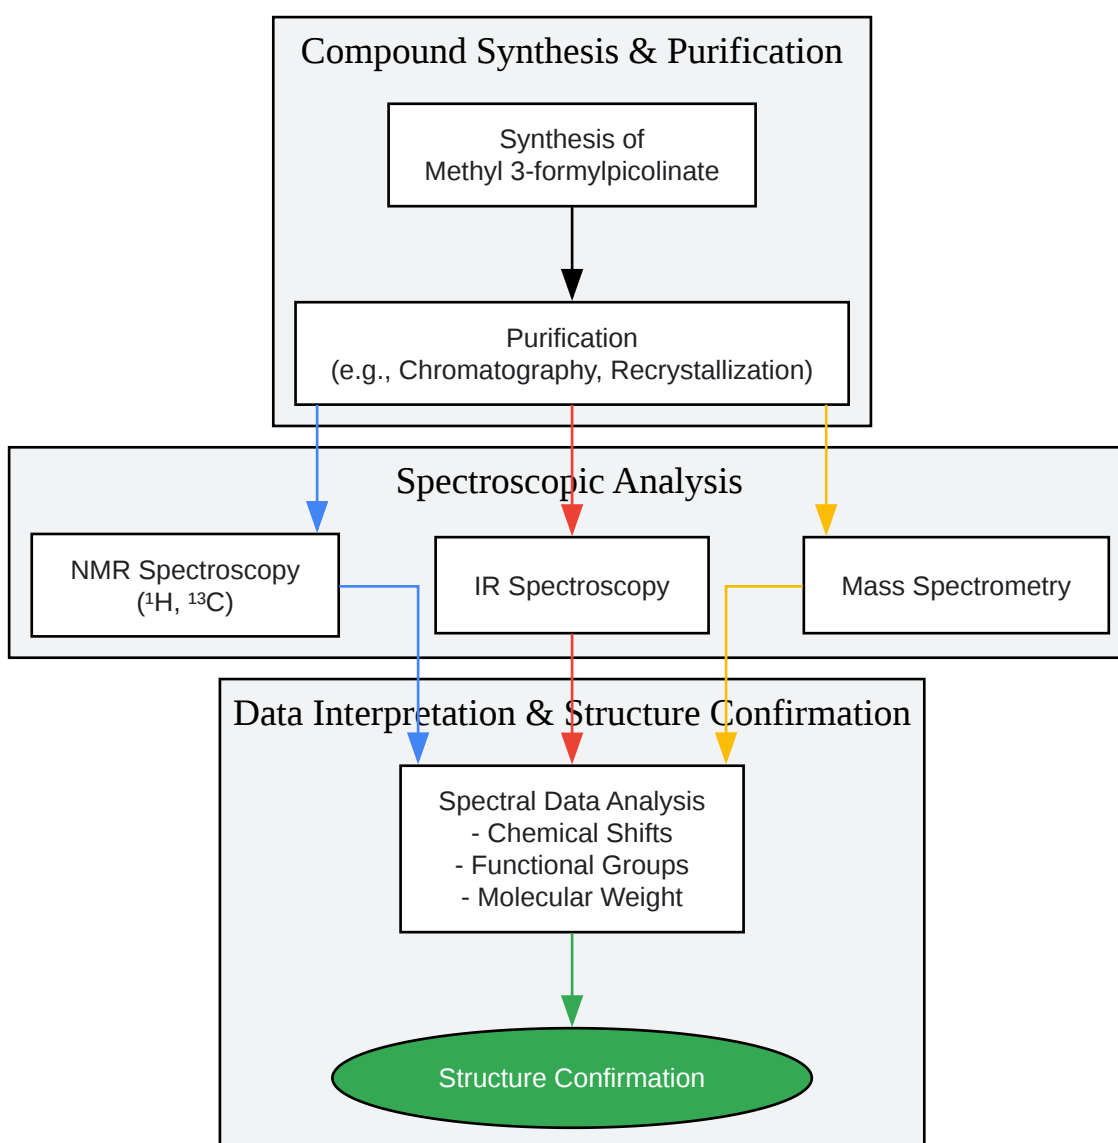 Compound Synthesis & Purification
Synthesis of
Methyl 3-formylpicolinate
Purification
(e.g., Chromatography, Recrystallization)
Spectroscopic Analysis
NMR Spectroscopy
(¹H, ¹³C)
IR Spectroscopy
Mass Spectrometry
Data Interpretation & Structure Confirmation
Spectral Data Analysis
- Chemical Shifts
- Functional Groups
- Molecular Weight
Structure Confirmation